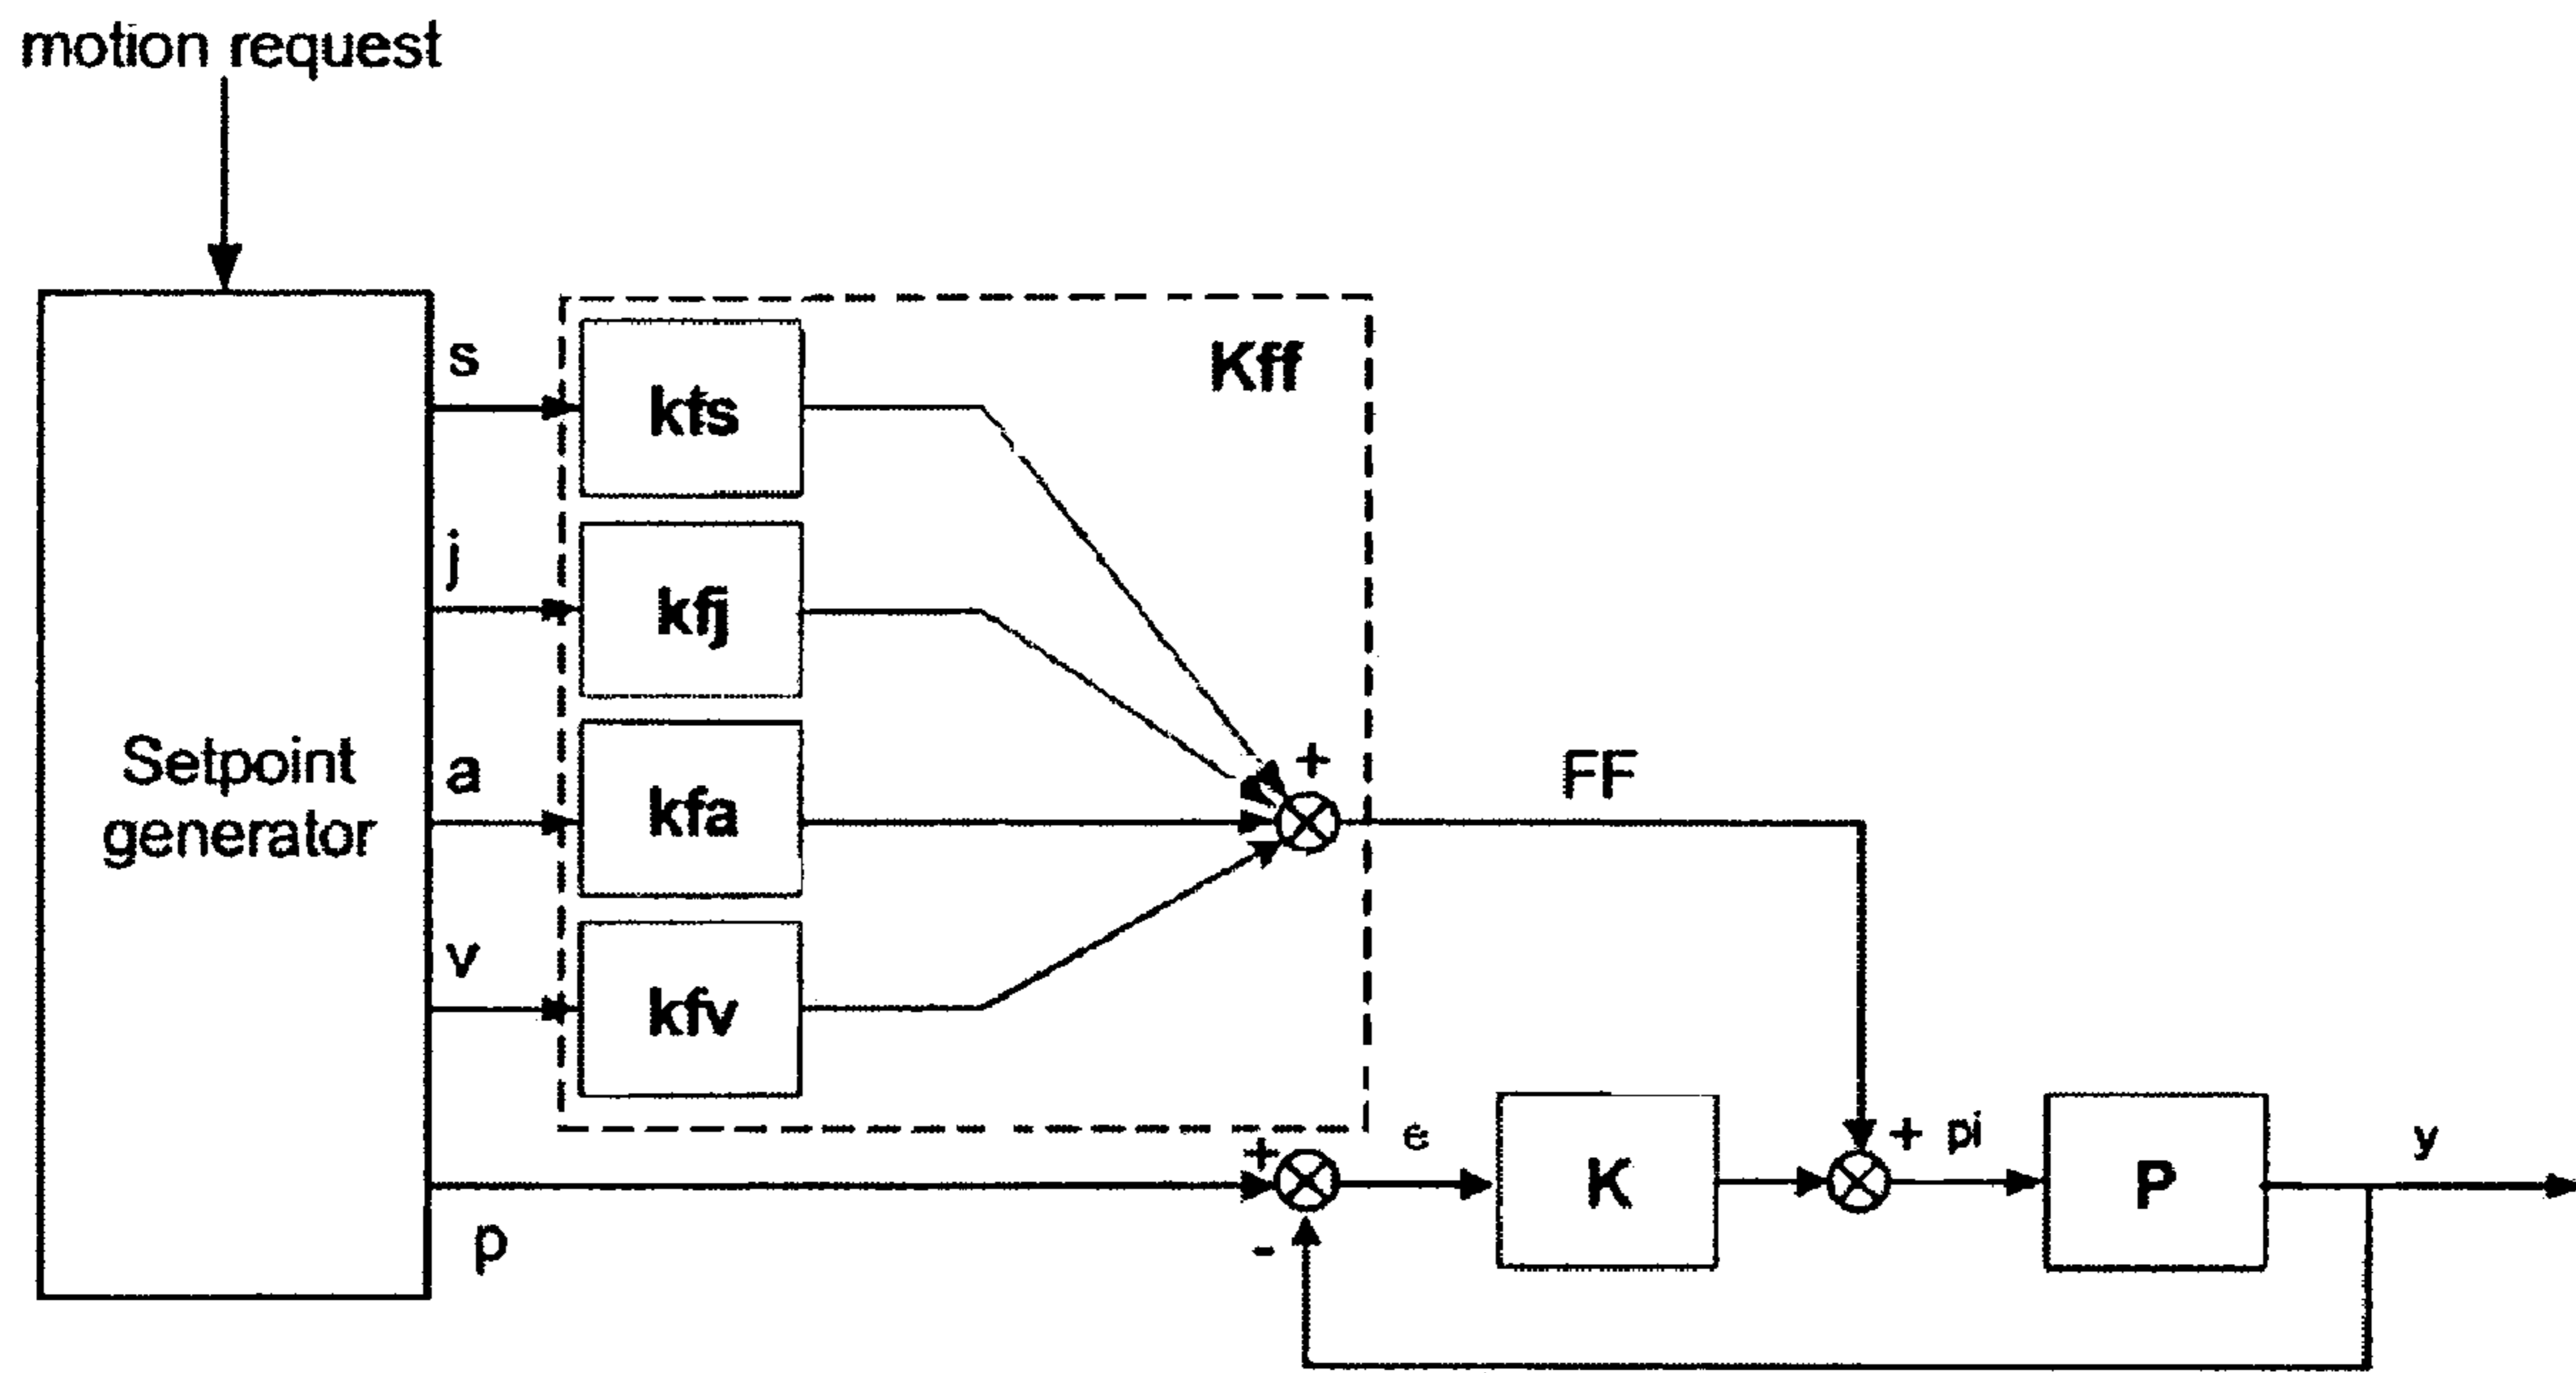 motion request
s
kfs
Kff
j
kfj
Setpoint
generator
a
kfa
+
FF
v
kfv
p
+
-
e
K
+
pi
P
y